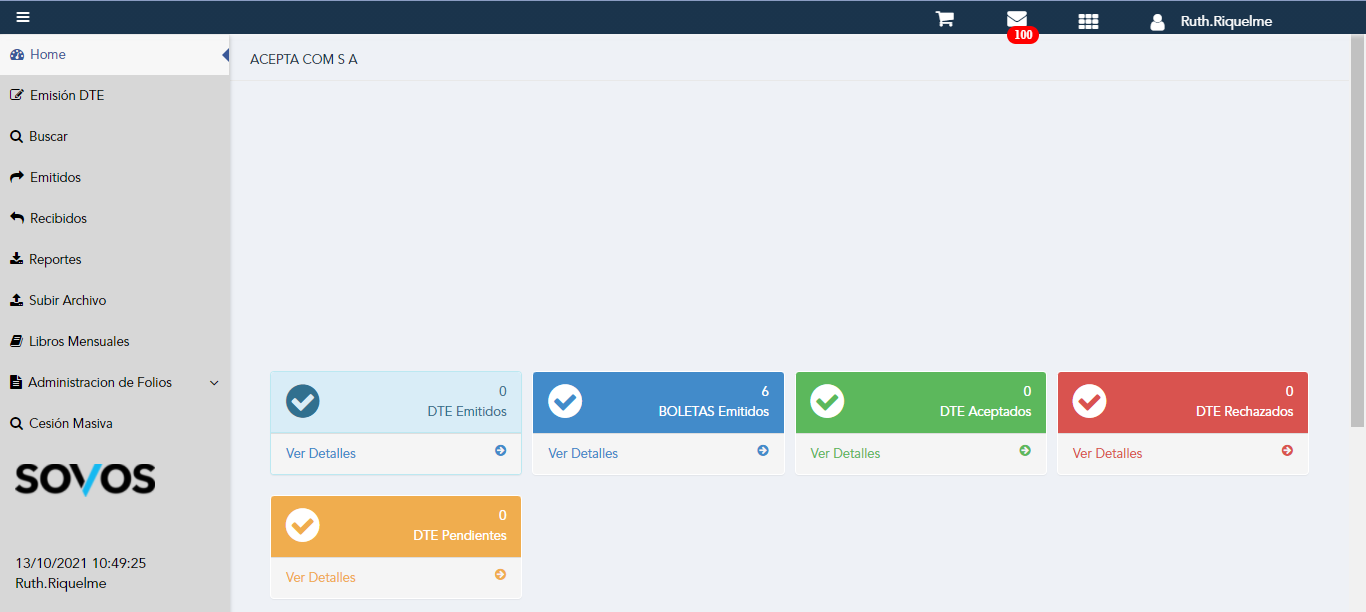 100
Ruth.Riquelme
Home
Emisión DTE
Buscar
Emitidos
Recibidos
Reportes
Subir Archivo
Libros Mensuales
Administracion de Folios
Cesión Masiva
SOVOS
13/10/2021 10:49:25
Ruth.Riquelme
ACEPTA COM S A
0
DTE Emitidos
Ver Detalles
6
BOLETAS Emitidos
Ver Detalles
0
DTE Aceptados
Ver Detalles
0
DTE Rechazados
Ver Detalles
0
DTE Pendientes
Ver Detalles